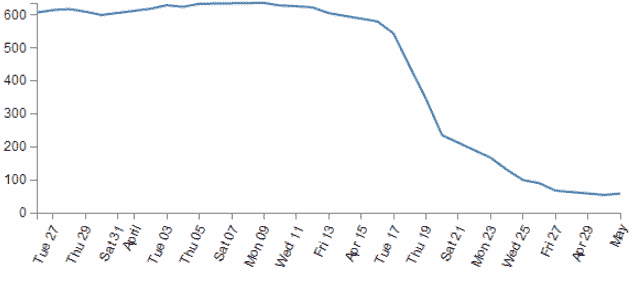 600
500
400
300
200
100
0
Tue 27
Thu 29
Sat 31
April
Tue 03
Thu 05
Sat 07
Mon 09
Wed 11
Fri 13
Apr 15
Tue 17
Thu 19
Sat 21
Mon 23
Wed 25
Fri 27
Apr 29
May